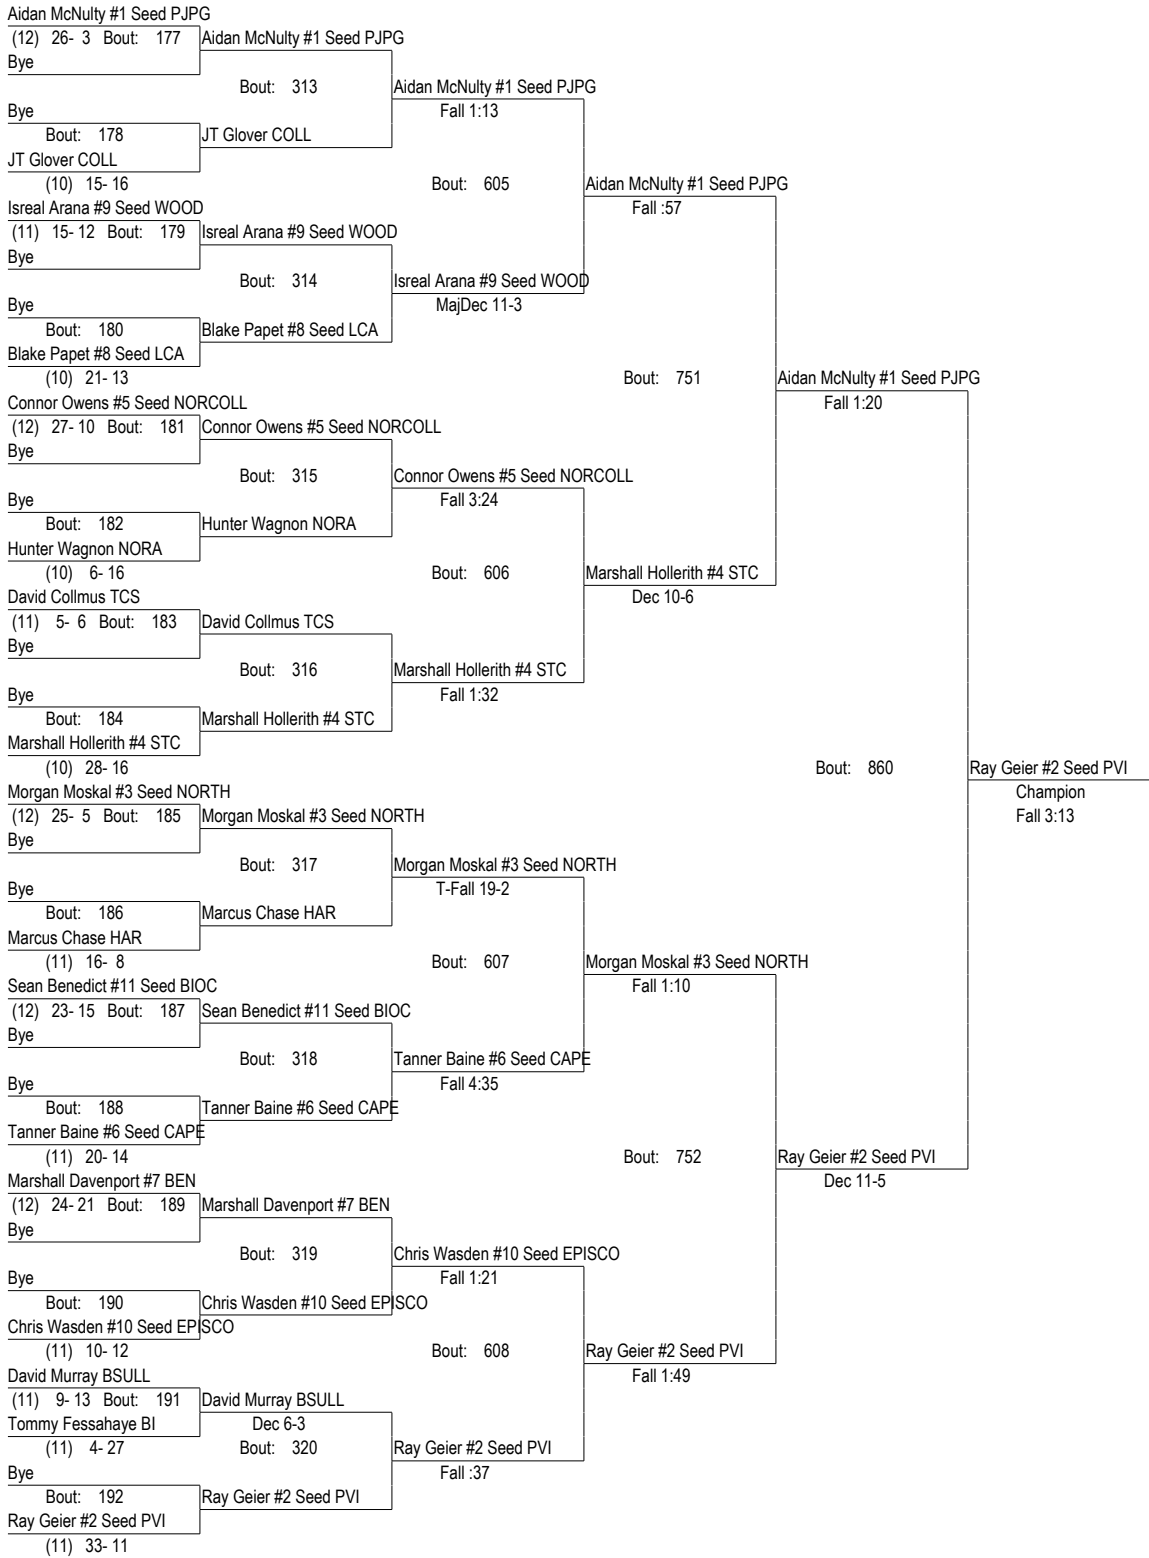 Aidan McNulty #1 Seed PJPG
(12) 26- 3 Bout: 177 Aidan McNulty #1 Seed PJPG
Bye
Bout: 313 Aidan McNulty #1 Seed PJPG
Bye Fall 1:13
Bout: 178 JT Glover COLL
JT Glover COLL
(10) 15- 16 Bout: 605 Aidan McNulty #1 Seed PJPG
Isreal Arana #9 Seed WOOD Fall :57
(11) 15- 12 Bout: 179 Isreal Arana #9 Seed WOOD
Bye
Bout: 314 Isreal Arana #9 Seed WOOD
Bye MajDec 11-3
Bout: 180 Blake Papet #8 Seed LCA
Blake Papet #8 Seed LCA
(10) 21- 13 Bout: 751 Aidan McNulty #1 Seed PJPG
Connor Owens #5 Seed NORCOLL Fall 1:20
(12) 27- 10 Bout: 181 Connor Owens #5 Seed NORCOLL
Bye
Bout: 315 Connor Owens #5 Seed NORCOLL
Bye Fall 3:24
Bout: 182 Hunter Wagnon NORA
Hunter Wagnon NORA
(10) 6- 16 Bout: 606 Marshall Hollerith #4 STC
David Collmus TCS Dec 10-6
(11) 5- 6 Bout: 183 David Collmus TCS
Bye
Bout: 316 Marshall Hollerith #4 STC
Bye Fall 1:32
Bout: 184 Marshall Hollerith #4 STC
Marshall Hollerith #4 STC
(10) 28- 16 Bout: 860 Ray Geier #2 Seed PVI
Morgan Moskal #3 Seed NORTH Champion
(12) 25- 5 Bout: 185 Morgan Moskal #3 Seed NORTH Fall 3:13
Bye
Bout: 317 Morgan Moskal #3 Seed NORTH
Bye T-Fall 19-2
Bout: 186 Marcus Chase HAR
Marcus Chase HAR
(11) 16- 8 Bout: 607 Morgan Moskal #3 Seed NORTH
Sean Benedict #11 Seed BIOC Fall 1:10
(12) 23- 15 Bout: 187 Sean Benedict #11 Seed BIOC
Bye
Bout: 318 Tanner Baine #6 Seed CAPE
Bye Fall 4:35
Bout: 188 Tanner Baine #6 Seed CAPE
Tanner Baine #6 Seed CAPE
(11) 20- 14 Bout: 752 Ray Geier #2 Seed PVI
Marshall Davenport #7 BEN Dec 11-5
(12) 24- 21 Bout: 189 Marshall Davenport #7 BEN
Bye
Bout: 319 Chris Wasden #10 Seed EPISCO
Bye Fall 1:21
Bout: 190 Chris Wasden #10 Seed EPISCO
Chris Wasden #10 Seed EPISCO
(11) 10- 12 Bout: 608 Ray Geier #2 Seed PVI
David Murray BSULL Fall 1:49
(11) 9- 13 Bout: 191 David Murray BSULL
Tommy Fessahaye BI Dec 6-3
(11) 4- 27 Bout: 320 Ray Geier #2 Seed PVI
Bye Fall :37
Bout: 192 Ray Geier #2 Seed PVI
Ray Geier #2 Seed PVI
(11) 33- 11